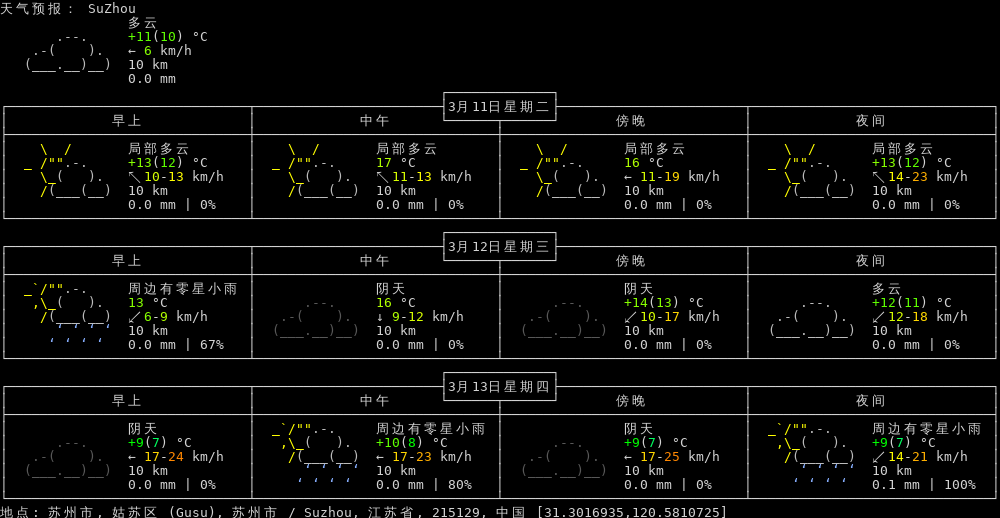 天气预报： SuZhou
多云
+11(10) °C
← 6 km/h
10 km
0.0 mm
3月11日星期二
早上 中午 傍晚 夜间
局部多云 局部多云 局部多云 局部多云
+13(12) °C 17 °C 16 °C +13(12) °C
↖ 10-13 km/h ↖ 11-13 km/h ← 11-19 km/h ↖ 14-23 km/h
10 km 10 km 10 km 10 km
0.0 mm | 0% 0.0 mm | 0% 0.0 mm | 0% 0.0 mm | 0%
3月12日星期三
早上 中午 傍晚 夜间
周边有零星小雨 阴天 阴天 多云
13 °C 16 °C +14(13) °C +12(11) °C
↙ 6-9 km/h ↓ 9-12 km/h ↙ 10-17 km/h ↙ 12-18 km/h
10 km 10 km 10 km 10 km
0.0 mm | 67% 0.0 mm | 0% 0.0 mm | 0% 0.0 mm | 0%
3月13日星期四
早上 中午 傍晚 夜间
阴天 周边有零星小雨 阴天 周边有零星小雨
+9(7) °C +10(8) °C +9(7) °C +9(7) °C
← 17-24 km/h ← 17-23 km/h ← 17-25 km/h ↙ 14-21 km/h
10 km 10 km 10 km 10 km
0.0 mm | 0% 0.0 mm | 80% 0.0 mm | 0% 0.1 mm | 100%
地点: 苏州市, 姑苏区 (Gusu), 苏州市 / Suzhou, 江苏省, 215129, 中国 [31.3016935,120.5810725]